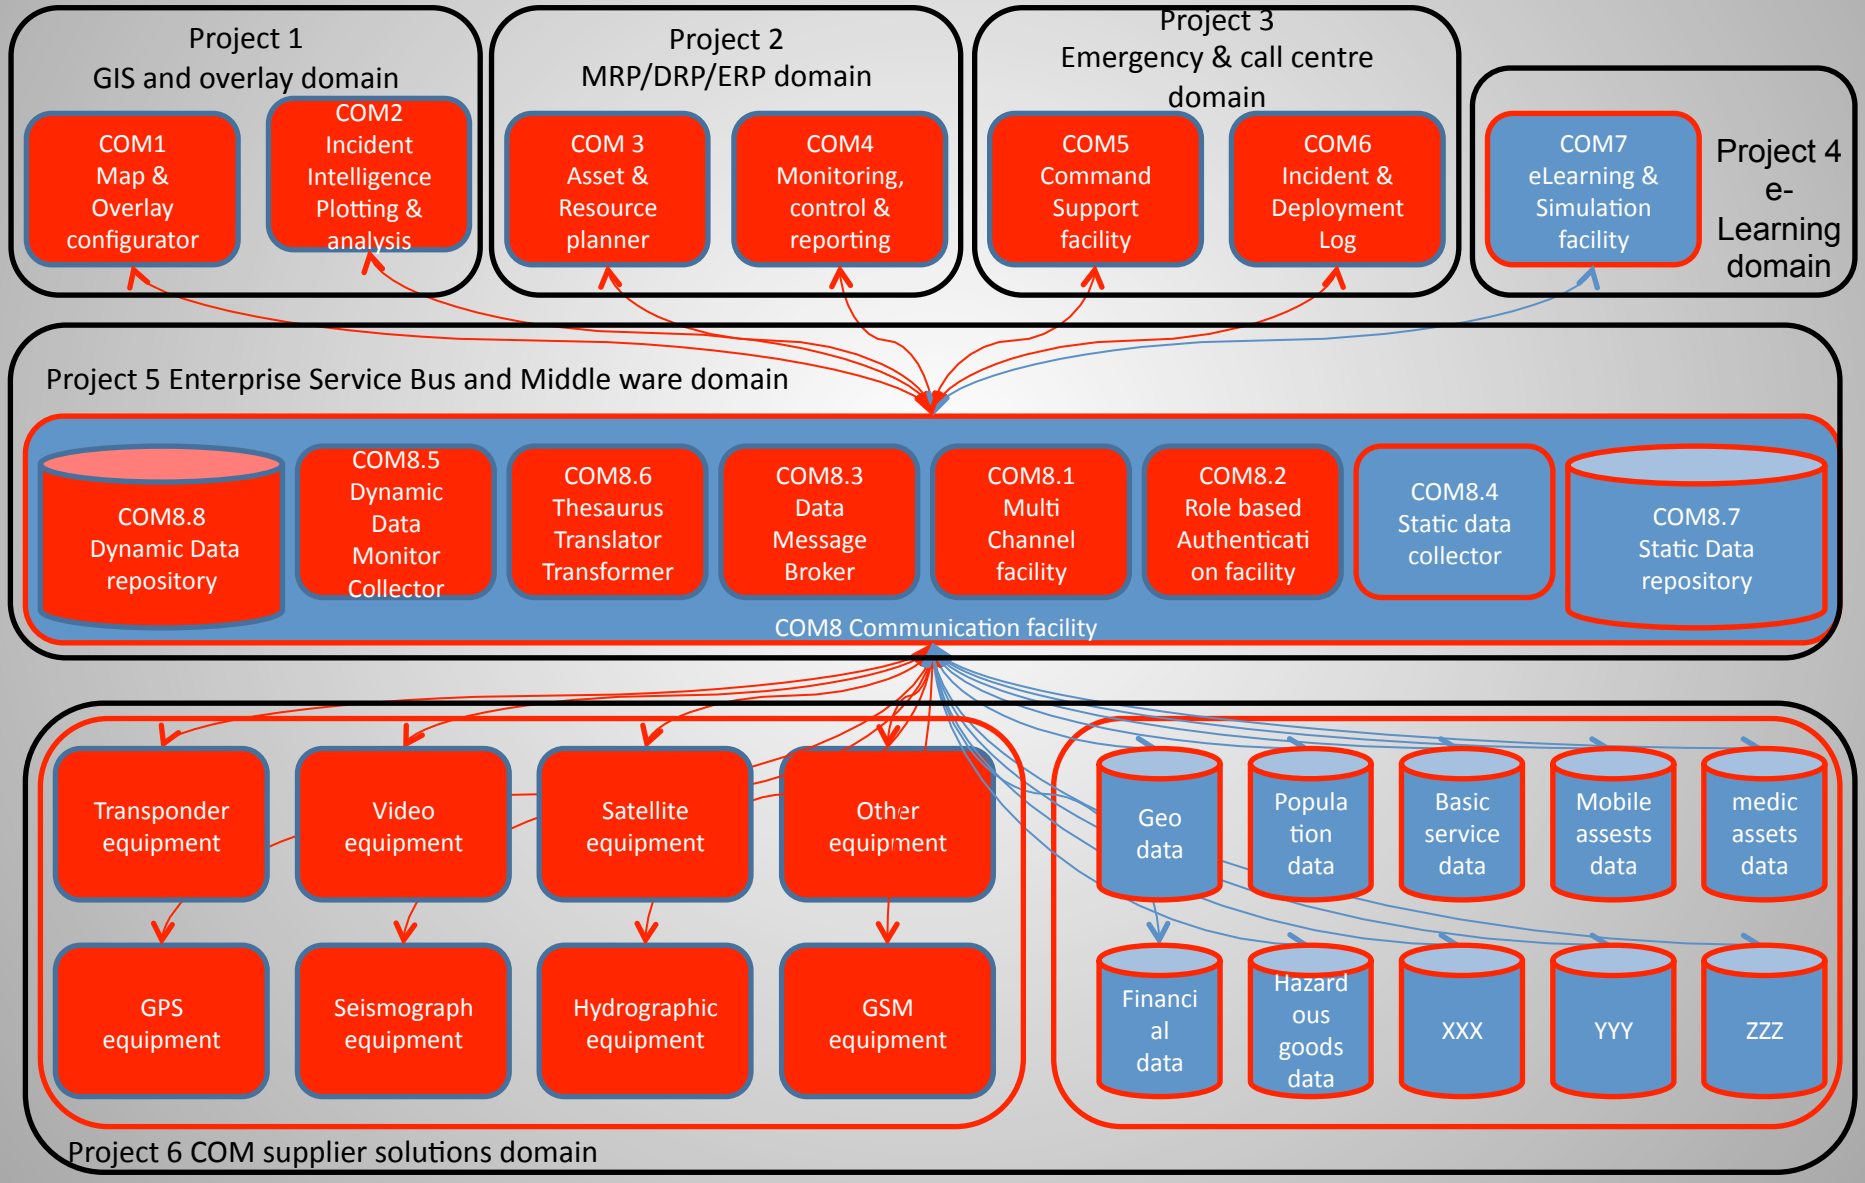 Project 1
GIS and overlay domain
COM1
Map &
Overlay
configurator
COM2
Incident
Intelligence
Plotting &
analysis
Project 2
MRP/DRP/ERP domain
COM 3
Asset &
Resource
planner
COM4
Monitoring,
control &
reporting
Project 3
Emergency & call centre
domain
COM5
Command
Support
facility
COM6
Incident &
Deployment
Log
COM7
eLearning &
Simulation
facility
Project 4
e-
Learning
domain
Project 5 Enterprise Service Bus and Middle ware domain
COM8.8
Dynamic Data
repository
COM8.5
Dynamic
Data
Monitor
Collector
COM8.6
Thesaurus
Translator
Transformer
COM8.3
Data
Message
Broker
COM8.1
Multi
Channel
facility
COM8.2
Role based
Authenticati
on facility
COM8.4
Static data
collector
COM8.7
Static Data
repository
COM8 Communication facility
Transponder
equipment
Video
equipment
Satellite
equipment
Other
equipment
Geo
data
Popula
tion
data
Basic
service
data
Mobile
assests
data
medic
assets
data
GPS
equipment
Seismograph
equipment
Hydrographic
equipment
GSM
equipment
Financi
al
data
Hazard
ous
goods
data
XXX
YYY
ZZZ
Project 6 COM supplier solutions domain